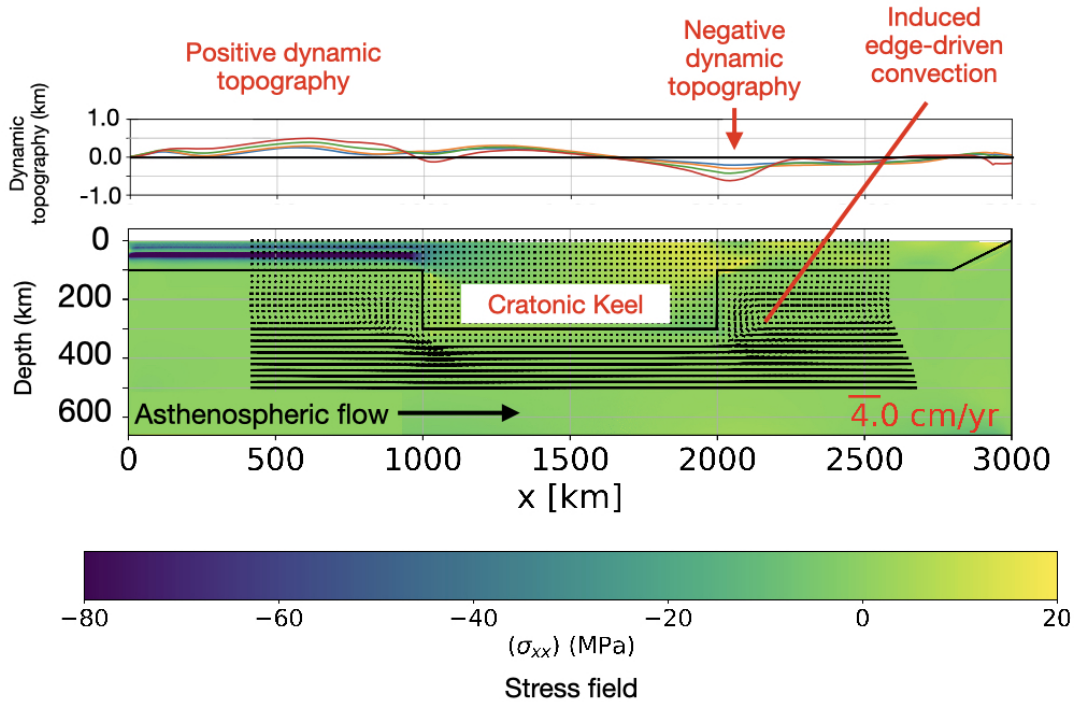 Positive dynamic
topography
Negative
dynamic
topography
Induced
edge-driven
convection
Dynamic
topography (km)
1.0
0.0
-1.0
Depth (km)
0
200
400
600
Cratonic Keel
Asthenospheric flow
4.0 cm/yr
0
500
1000
1500
2000
2500
3000
x [km]
−80
−60
−40
−20
0
20
(σxx) (MPa)
Stress field